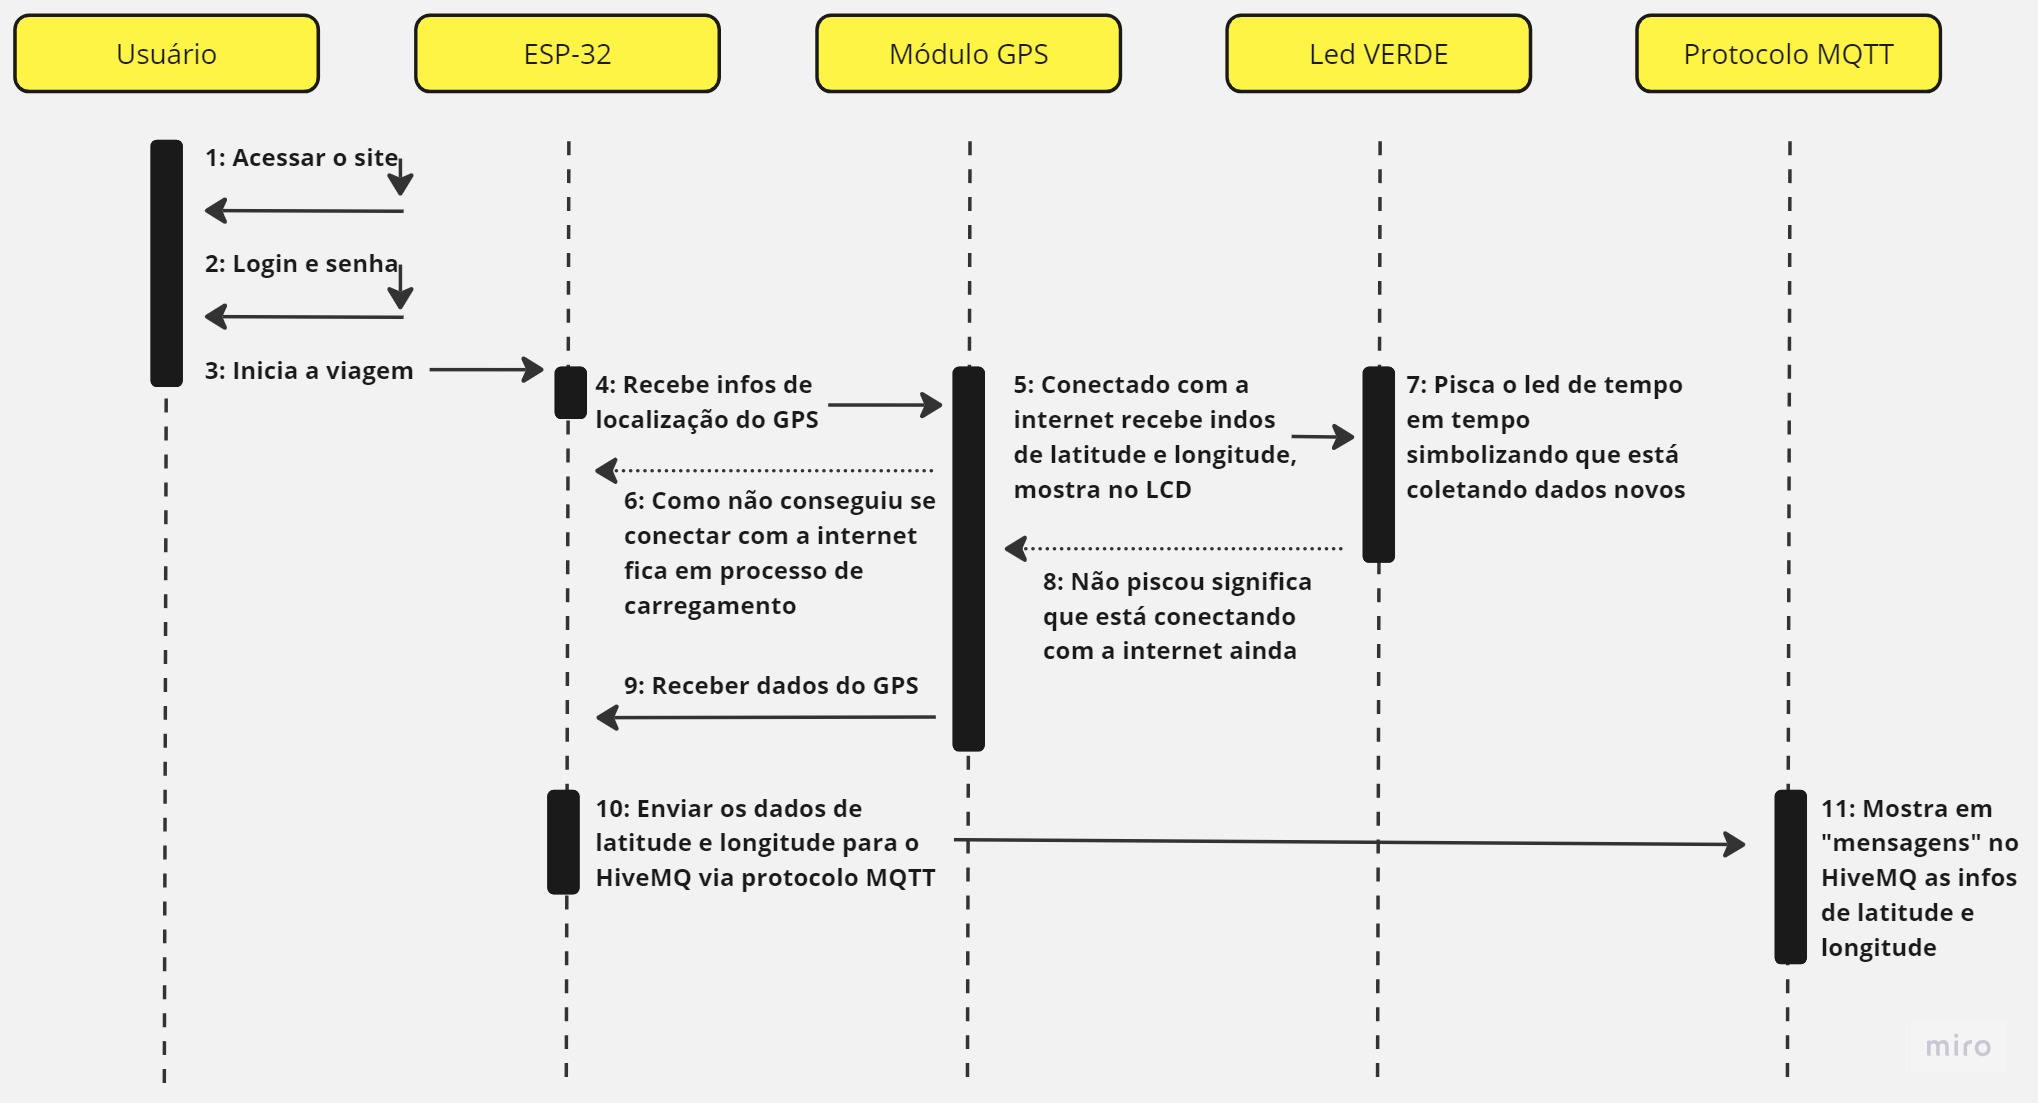 Usuário
ESP-32
Módulo GPS
Led VERDE
Protocolo MQTT
1: Acessar o site
2: Login e senha
3: Inicia a viagem
4: Recebe infos de
localização do GPS
5: Conectado com a
internet recebe indos
de latitude e longitude,
mostra no LCD
7: Pisca o led de tempo
em tempo
simbolizando que está
coletando dados novos
6: Como não conseguiu se
conectar com a internet
fica em processo de
carregamento
8: Não piscou significa
que está conectando
com a internet ainda
9: Receber dados do GPS
10: Enviar os dados de
latitude e longitude para o
HiveMQ via protocolo MQTT
11: Mostra em
"mensagens" no
HiveMQ as infos
de latitude e
longitude
miro